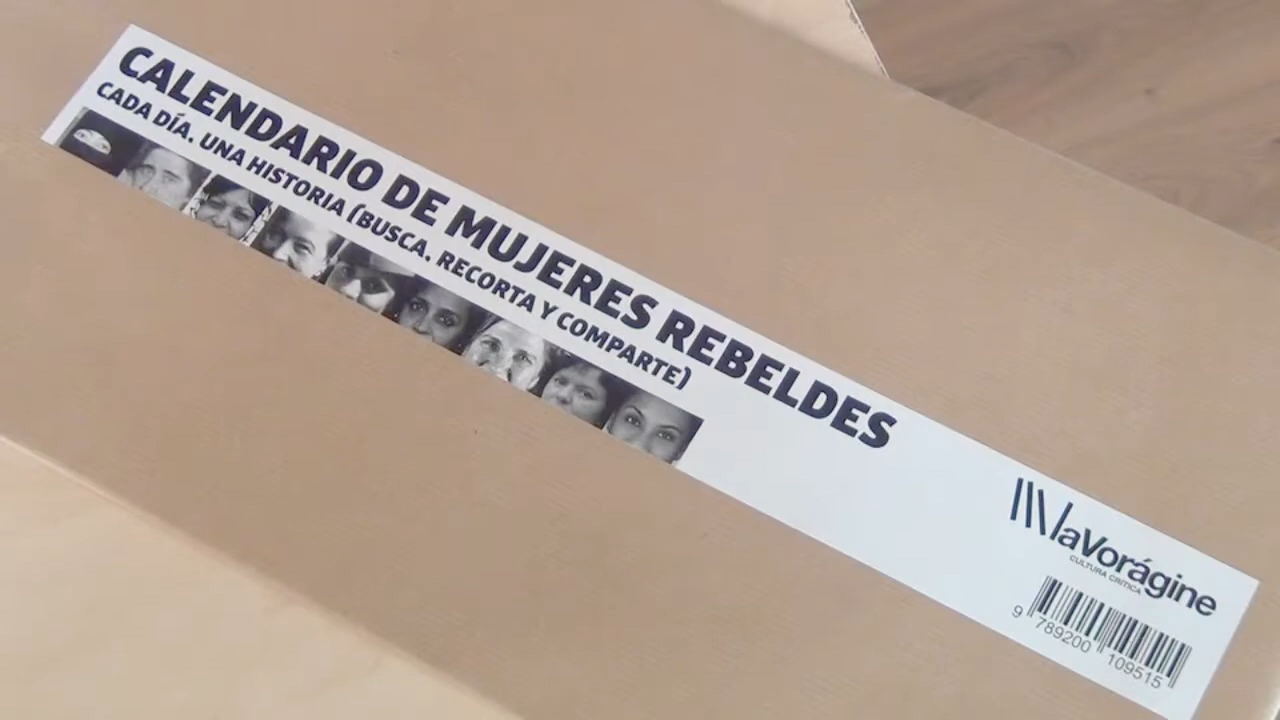 CALENDARIO DE MUJERES REBELDES
CADA DÍA, UNA HISTORIA (BUSCA, RECORTA Y COMPARTE)
laVorágine
CULTURA CRÍTICA
9 789200 109515